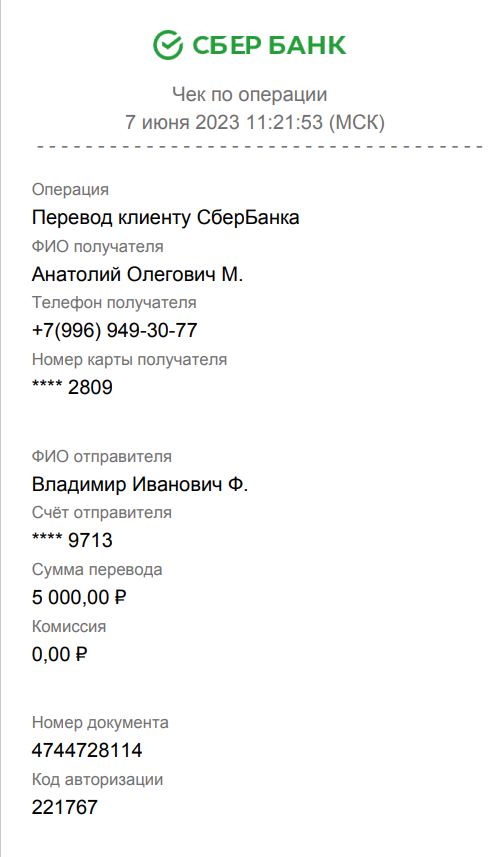 СБЕР БАНК
Чек по операции
7 июня 2023 11:21:53 (МСК)
Операция
Перевод клиенту СберБанка
ФИО получателя
Анатолий Олегович М.
Телефон получателя
+7(996) 949-30-77
Номер карты получателя
**** 2809
ФИО отправителя
Владимир Иванович Ф.
Счёт отправителя
**** 9713
Сумма перевода
5 000,00 ₽
Комиссия
0,00 ₽
Номер документа
4744728114
Код авторизации
221767